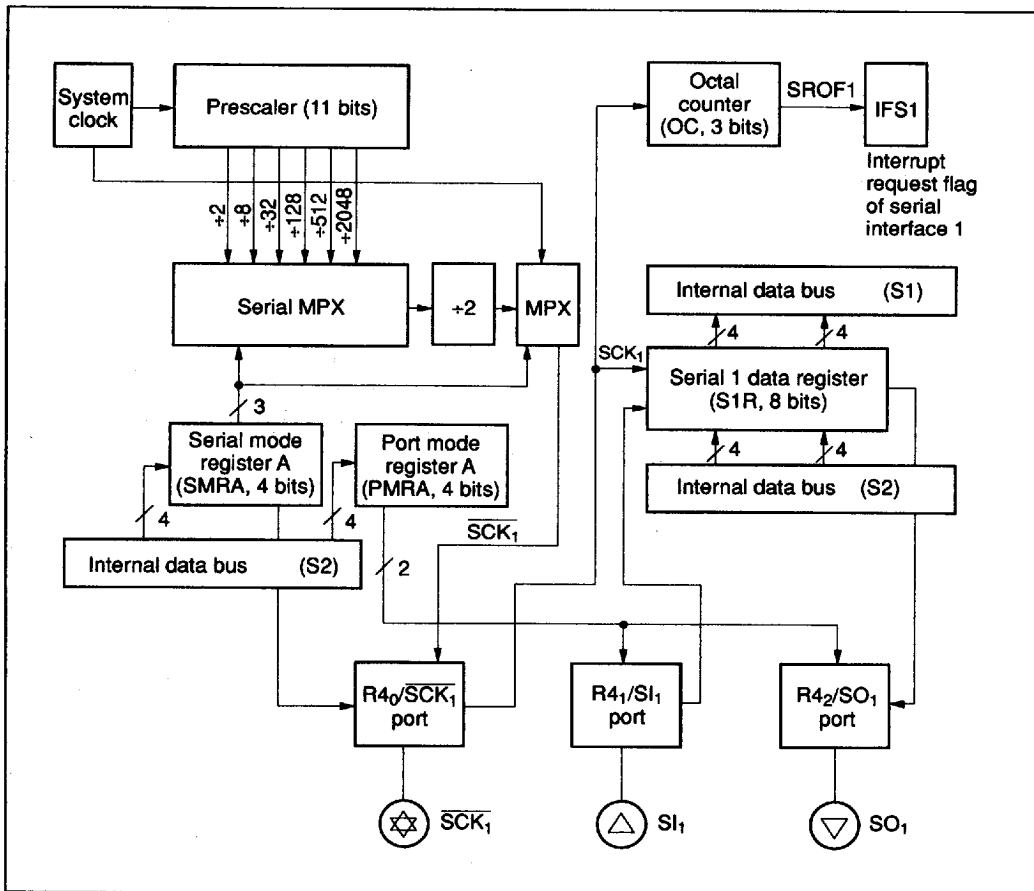 System
clock
Prescaler (11 bits)
Octal
counter
(OC, 3 bits)
SROF1
IFS1
Interrupt
request flag
of serial
interface 1
÷2
÷8
÷32
÷128
÷512
÷2048
Serial MPX
÷2
MPX
Internal data bus (S1)
4
4
SCK₁
Serial 1 data register
(S1R, 8 bits)
3
Serial mode
register A
(SMRA, 4 bits)
Port mode
register A
(PMRA, 4 bits)
4
4
Internal data bus (S2)
4
4
S̅C̅K̅₁
Internal data bus (S2)
2
R4₀/S̅C̅K̅₁
port
R4₁/SI₁
port
R4₂/SO₁
port
S̅C̅K̅₁
SI₁
SO₁